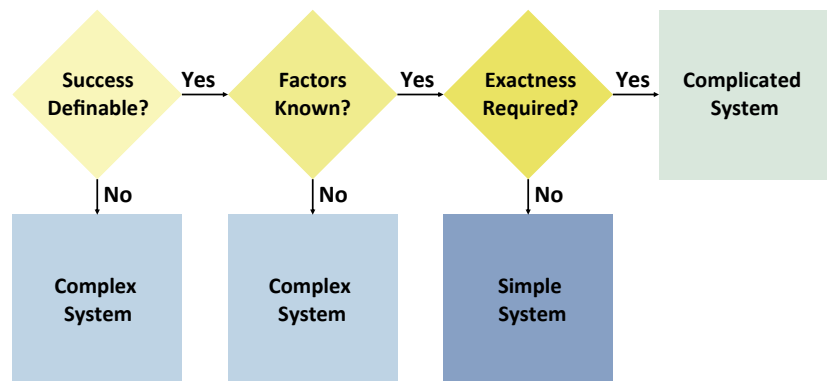 Success
Definable?
Yes
Factors
Known?
Yes
Exactness
Required?
Yes
Complicated
System
No
No
No
Complex
System
Complex
System
Simple
System